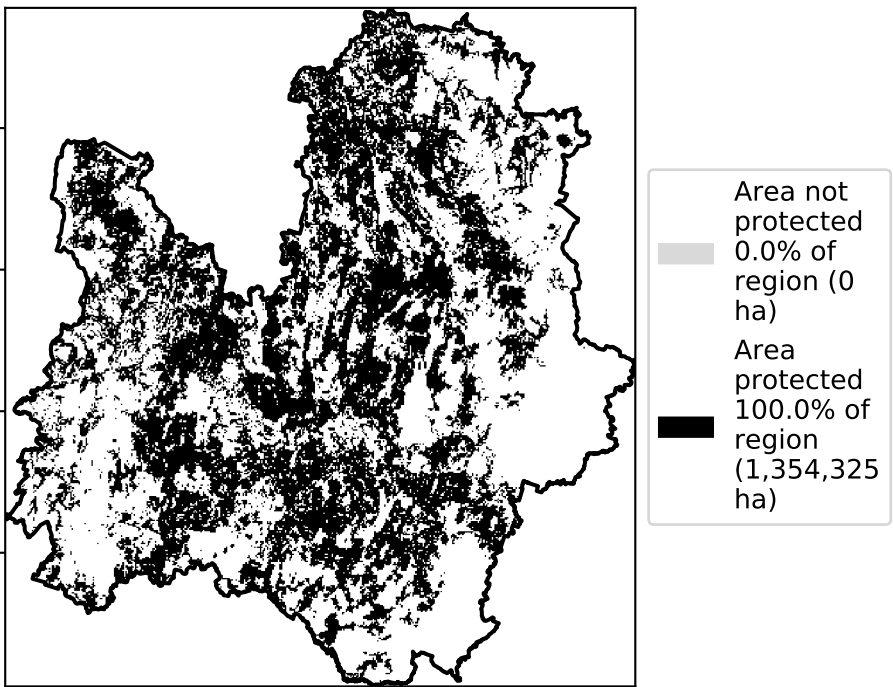 Area not
protected
0.0% of
region (0
ha)
Area
protected
100.0% of
region
(1,354,325
ha)